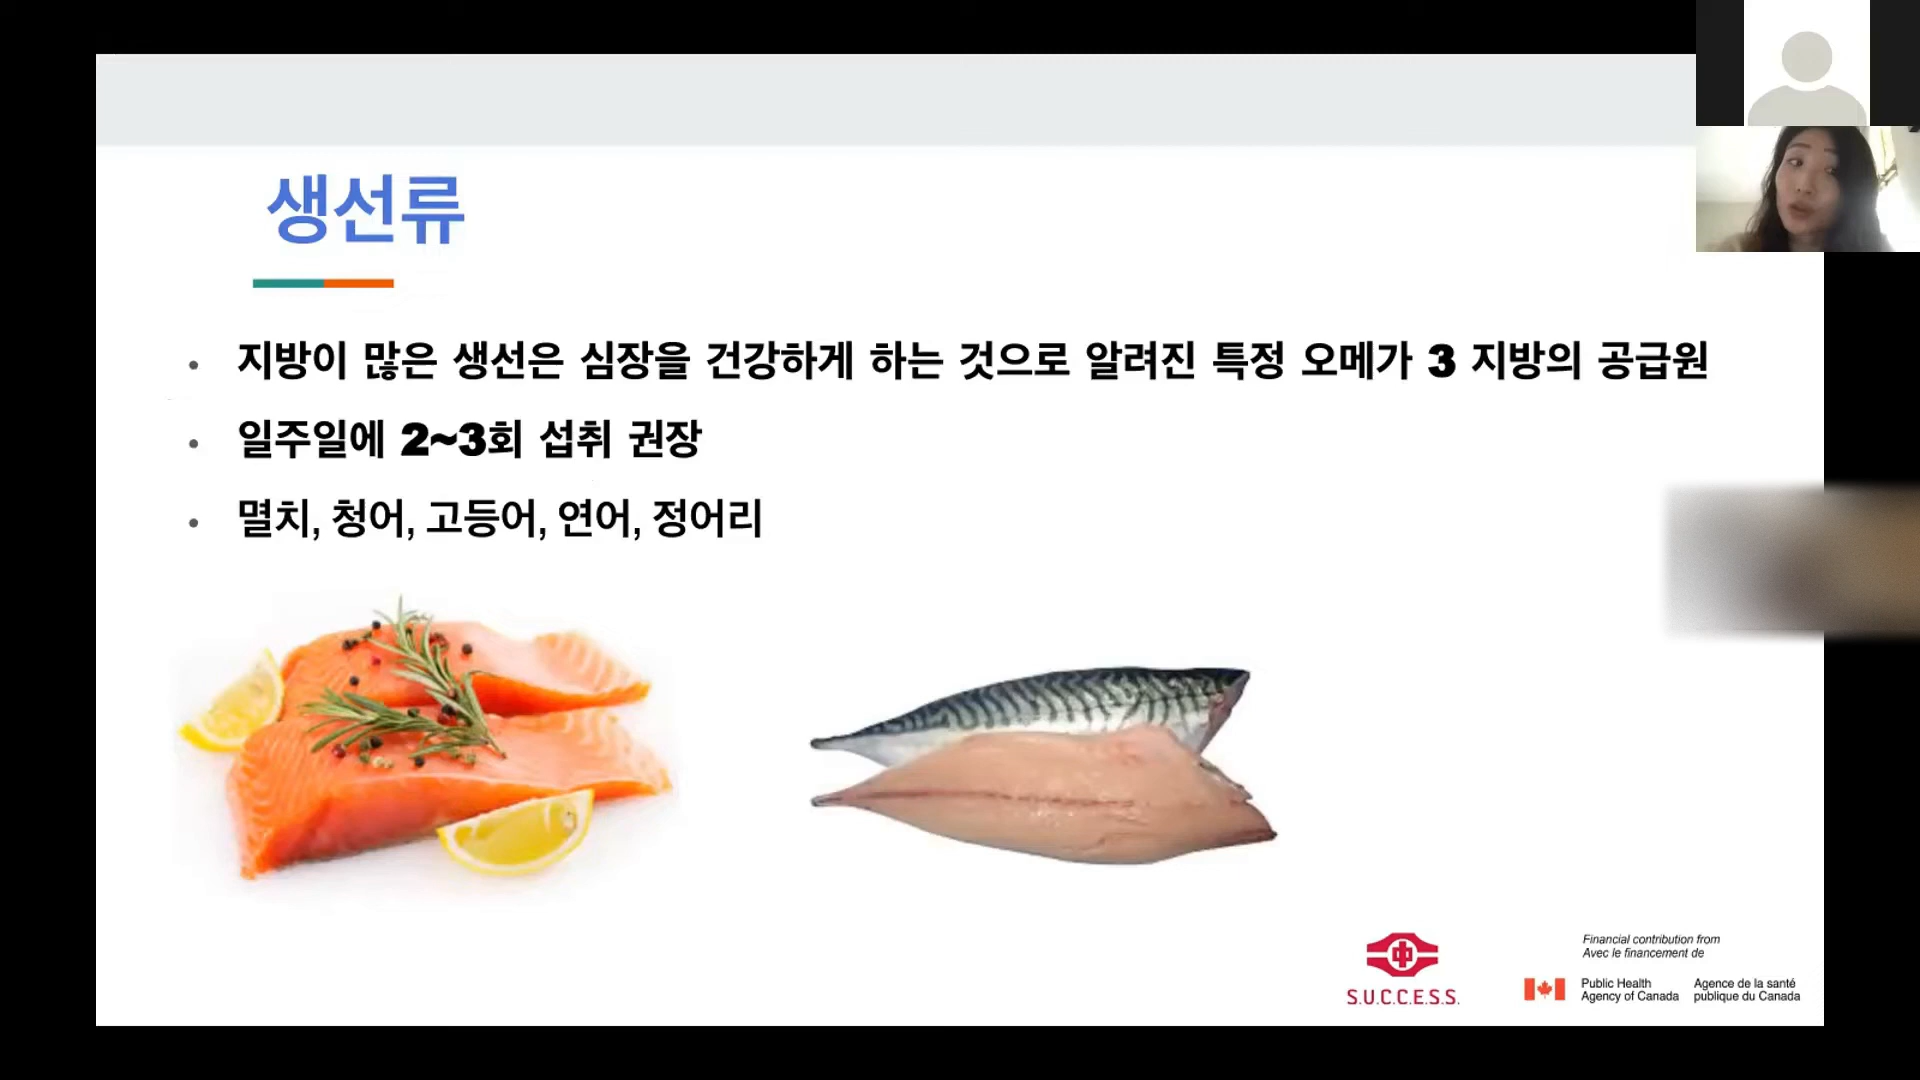 생선류
지방이 많은 생선은 심장을 건강하게 하는 것으로 알려진 특정 오메가 3 지방의 공급원
일주일에 2~3회 섭취 권장
멸치, 청어, 고등어, 연어, 정어리
S.U.C.C.E.S.S.
Financial contribution from
Avec le financement de
Public Health
Agency of Canada
Agence de la santé
publique du Canada